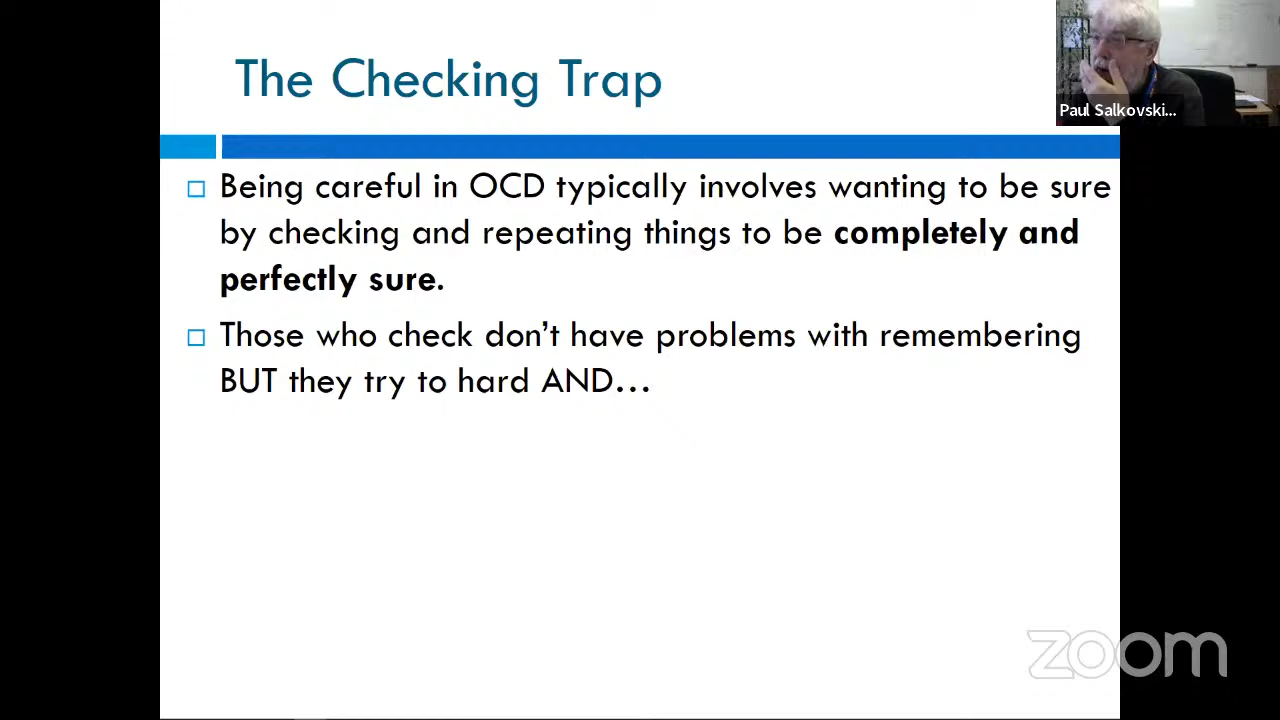 The Checking Trap
Paul Salkovski...
Being careful in OCD typically involves wanting to be sure
by checking and repeating things to be completely and
perfectly sure.
Those who check don’t have problems with remembering
BUT they try to hard AND…
zoom